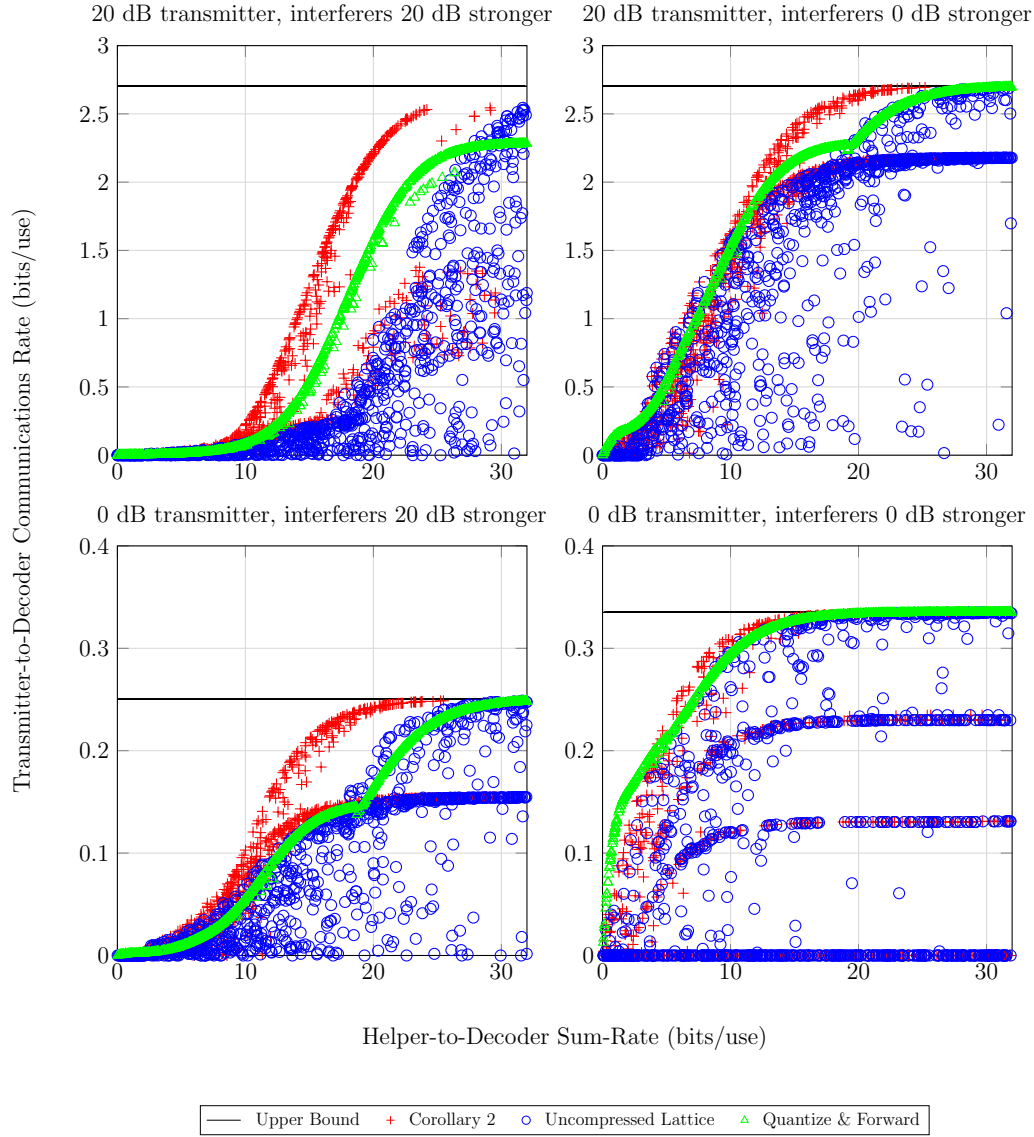 20 dB transmitter, interferers 20 dB stronger
20 dB transmitter, interferers 0 dB stronger
3
2.5
2
1.5
1
0.5
0
0 10 20 30
3
2.5
2
1.5
1
0.5
0
0 10 20 30
Transmitter-to-Decoder Communications Rate (bits/use)
0 dB transmitter, interferers 20 dB stronger
0 dB transmitter, interferers 0 dB stronger
0.4
0.3
0.2
0.1
0
0 10 20 30
0.4
0.3
0.2
0.1
0
0 10 20 30
Helper-to-Decoder Sum-Rate (bits/use)
Upper Bound Corollary 2 Uncompressed Lattice Quantize & Forward